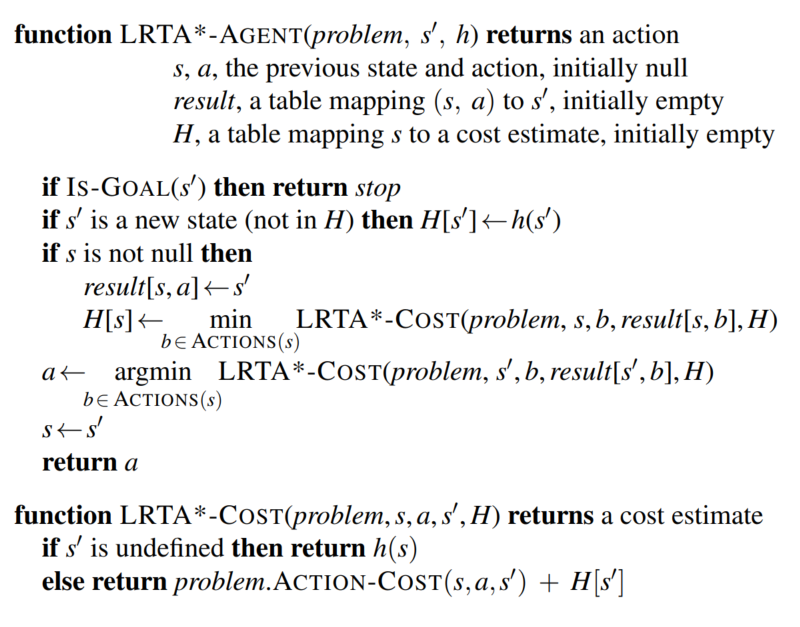 function LRTA*-AGENT(problem, s′, h) returns an action
s, a, the previous state and action, initially null
result, a table mapping (s, a) to s′, initially empty
H, a table mapping s to a cost estimate, initially empty
if IS-GOAL(s′) then return stop
if s′ is a new state (not in H) then H[s′]←h(s′)
if s is not null then
result[s,a]←s′
H[s]← min LRTA*-COST(problem, s,b,result[s,b],H)
b∈ACTIONS(s)
a← argmin LRTA*-COST(problem, s′,b,result[s′,b],H)
b∈ACTIONS(s)
s←s′
return a
function LRTA*-COST(problem,s,a,s′,H) returns a cost estimate
if s′ is undefined then return h(s)
else return problem.ACTION-COST(s,a,s′) + H[s′]